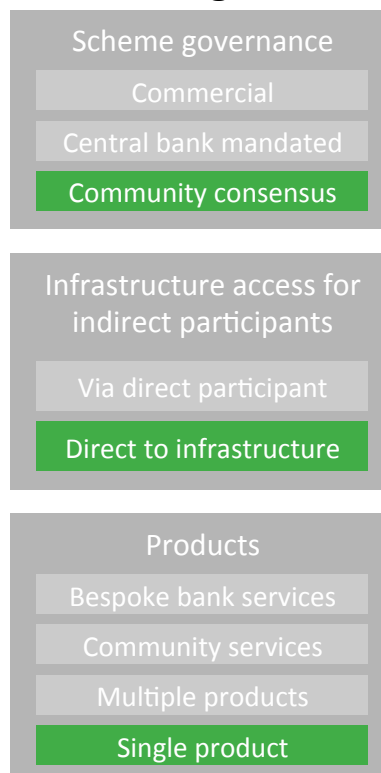 Scheme governance
Commercial
Central bank mandated
Community consensus
Infrastructure access for
indirect participants
Via direct participant
Direct to infrastructure
Products
Bespoke bank services
Community services
Multiple products
Single product